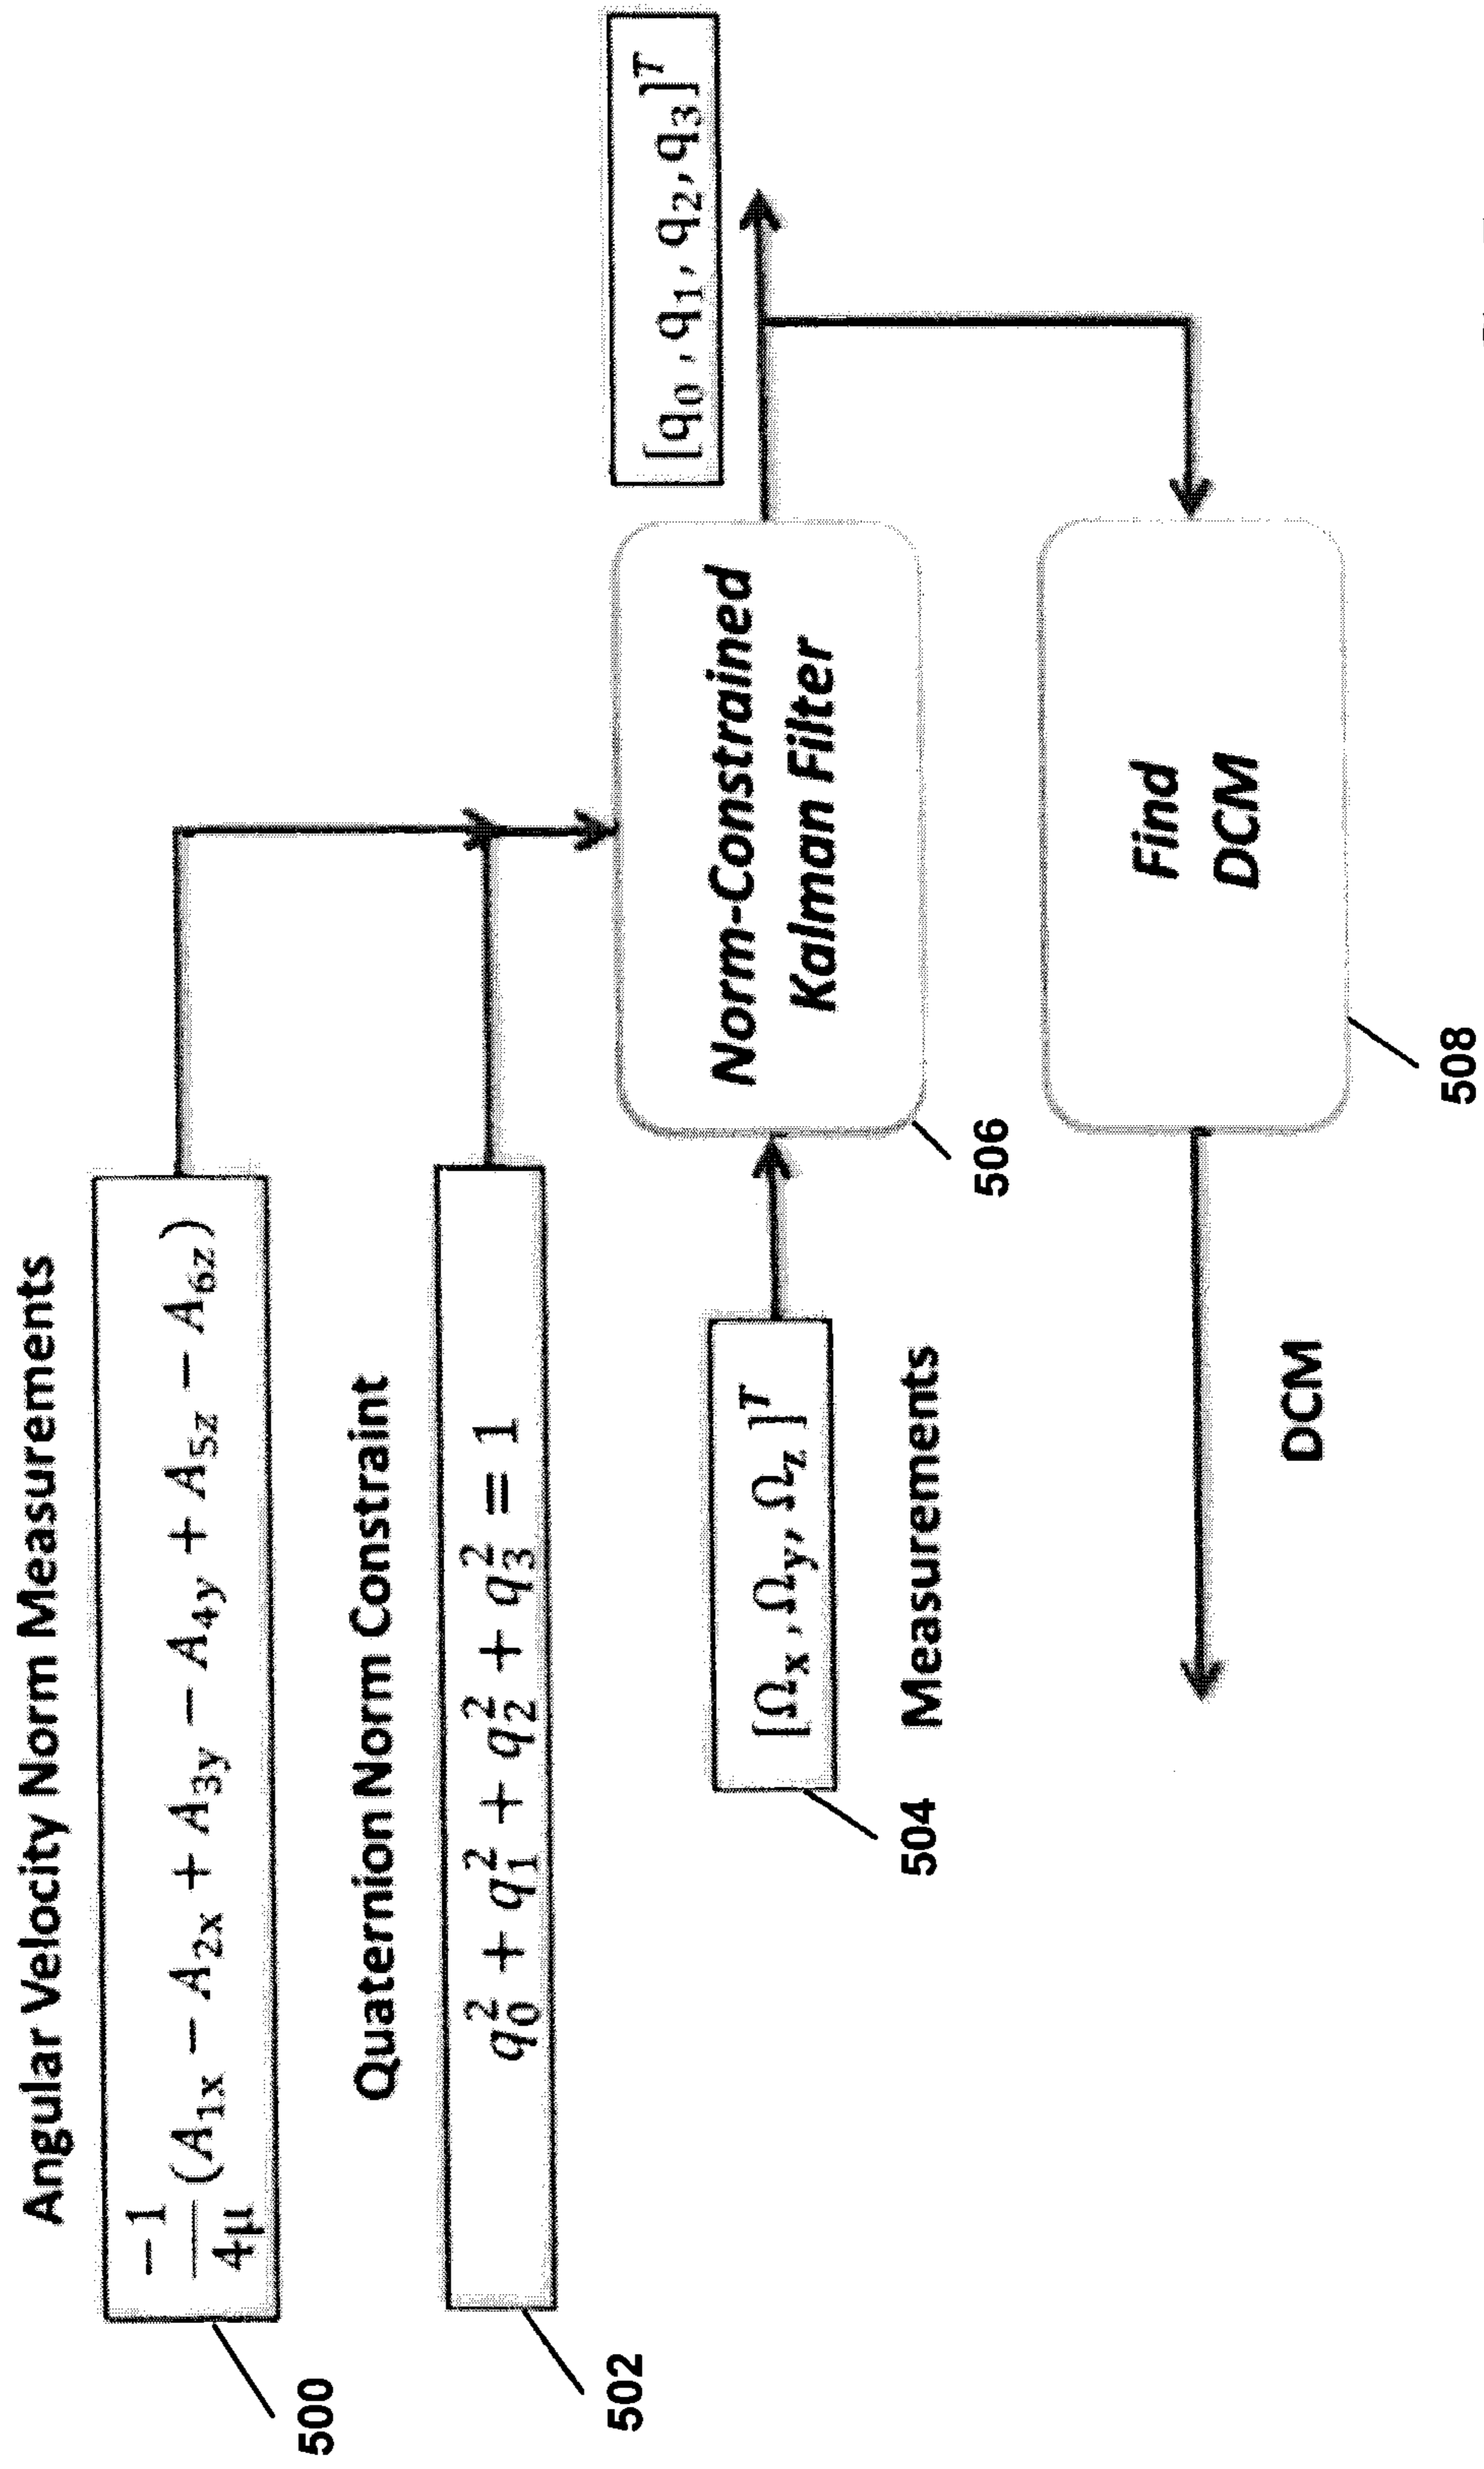 Angular Velocity Norm Measurements
−1
4μ
(A1x − A2x + A3y − A4y + A5z − A6z)
500
Quaternion Norm Constraint
q0² + q1² + q2² + q3² = 1
502
[q0 ,q1, q2, q3]ᵀ
Norm-Constrained
Kalman Filter
506
[Ωx ,Ωy, Ωz ]ᵀ
504
Measurements
Find
DCM
508
DCM